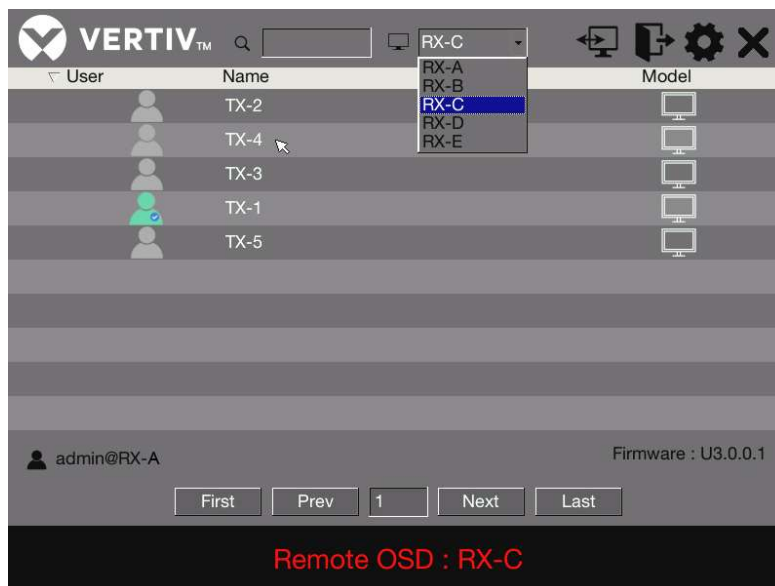 VERTIV™ RX-C
RX-A
RX-B
RX-C
RX-D
RX-E
User Name Model
TX-2
TX-4
TX-3
TX-1
TX-5
admin@RX-A Firmware : U3.0.0.1
First Prev 1 Next Last
Remote OSD : RX-C